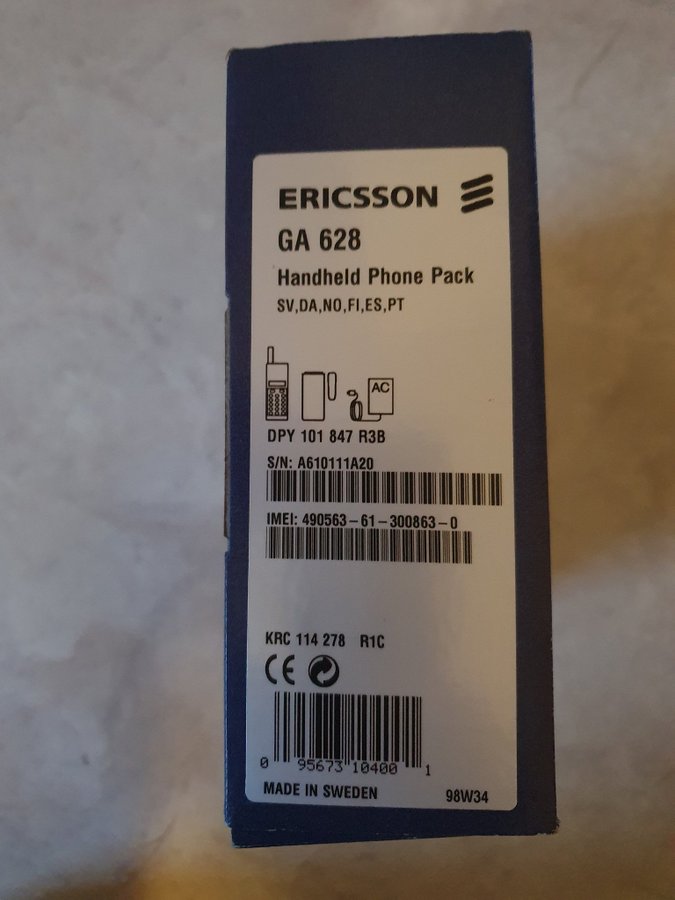 ERICSSON
GA 628
Handheld Phone Pack
SV,DA,NO,FI,ES,PT
AC
DPY 101 847 R3B
S/N: A610111A20
IMEI: 490563-61-300863-0
KRC 114 278 R1C
CE
0 95673 10400 1
MADE IN SWEDEN 98W34